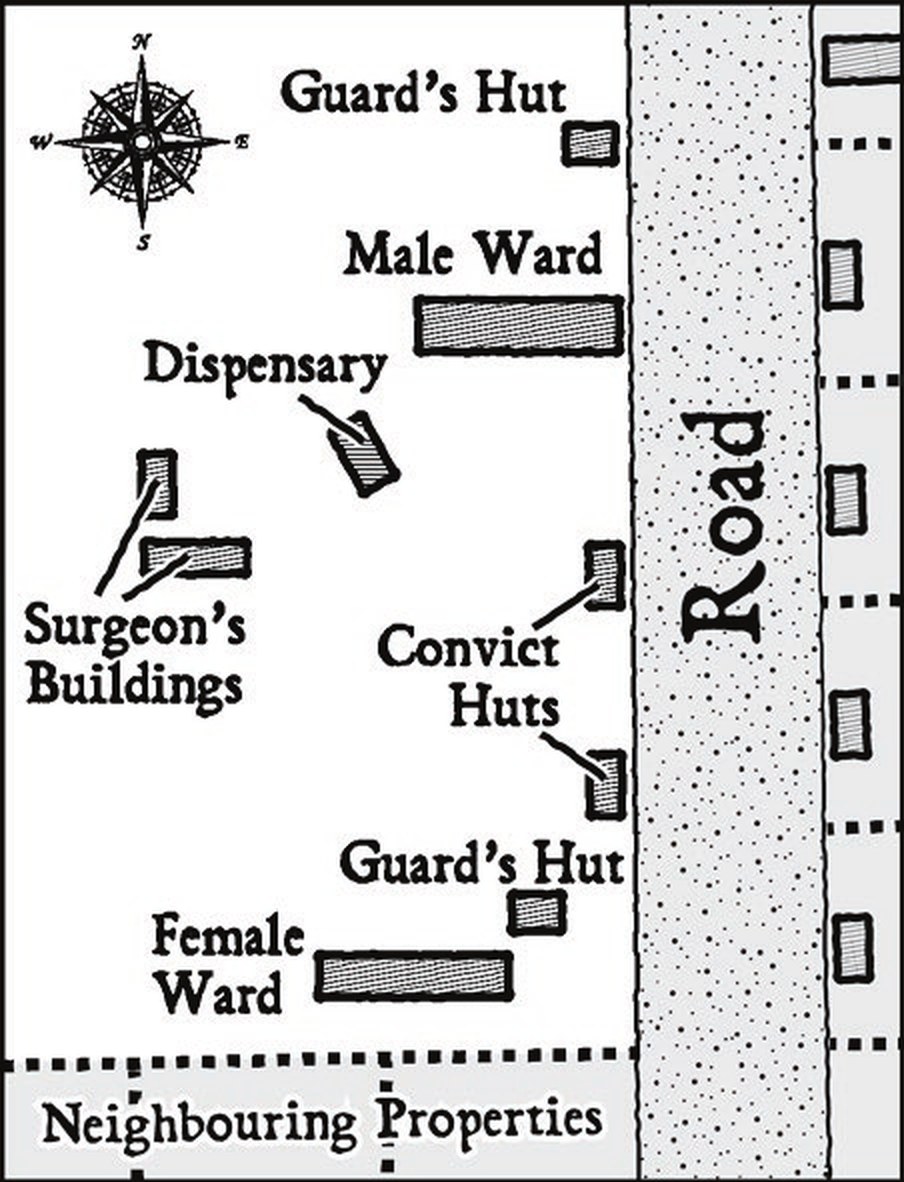 N
W
E
S
Guard's Hut
Male Ward
Dispensary
Road
Surgeon's
Buildings
Convict
Huts
Guard's Hut
Female
Ward
Neighbouring Properties